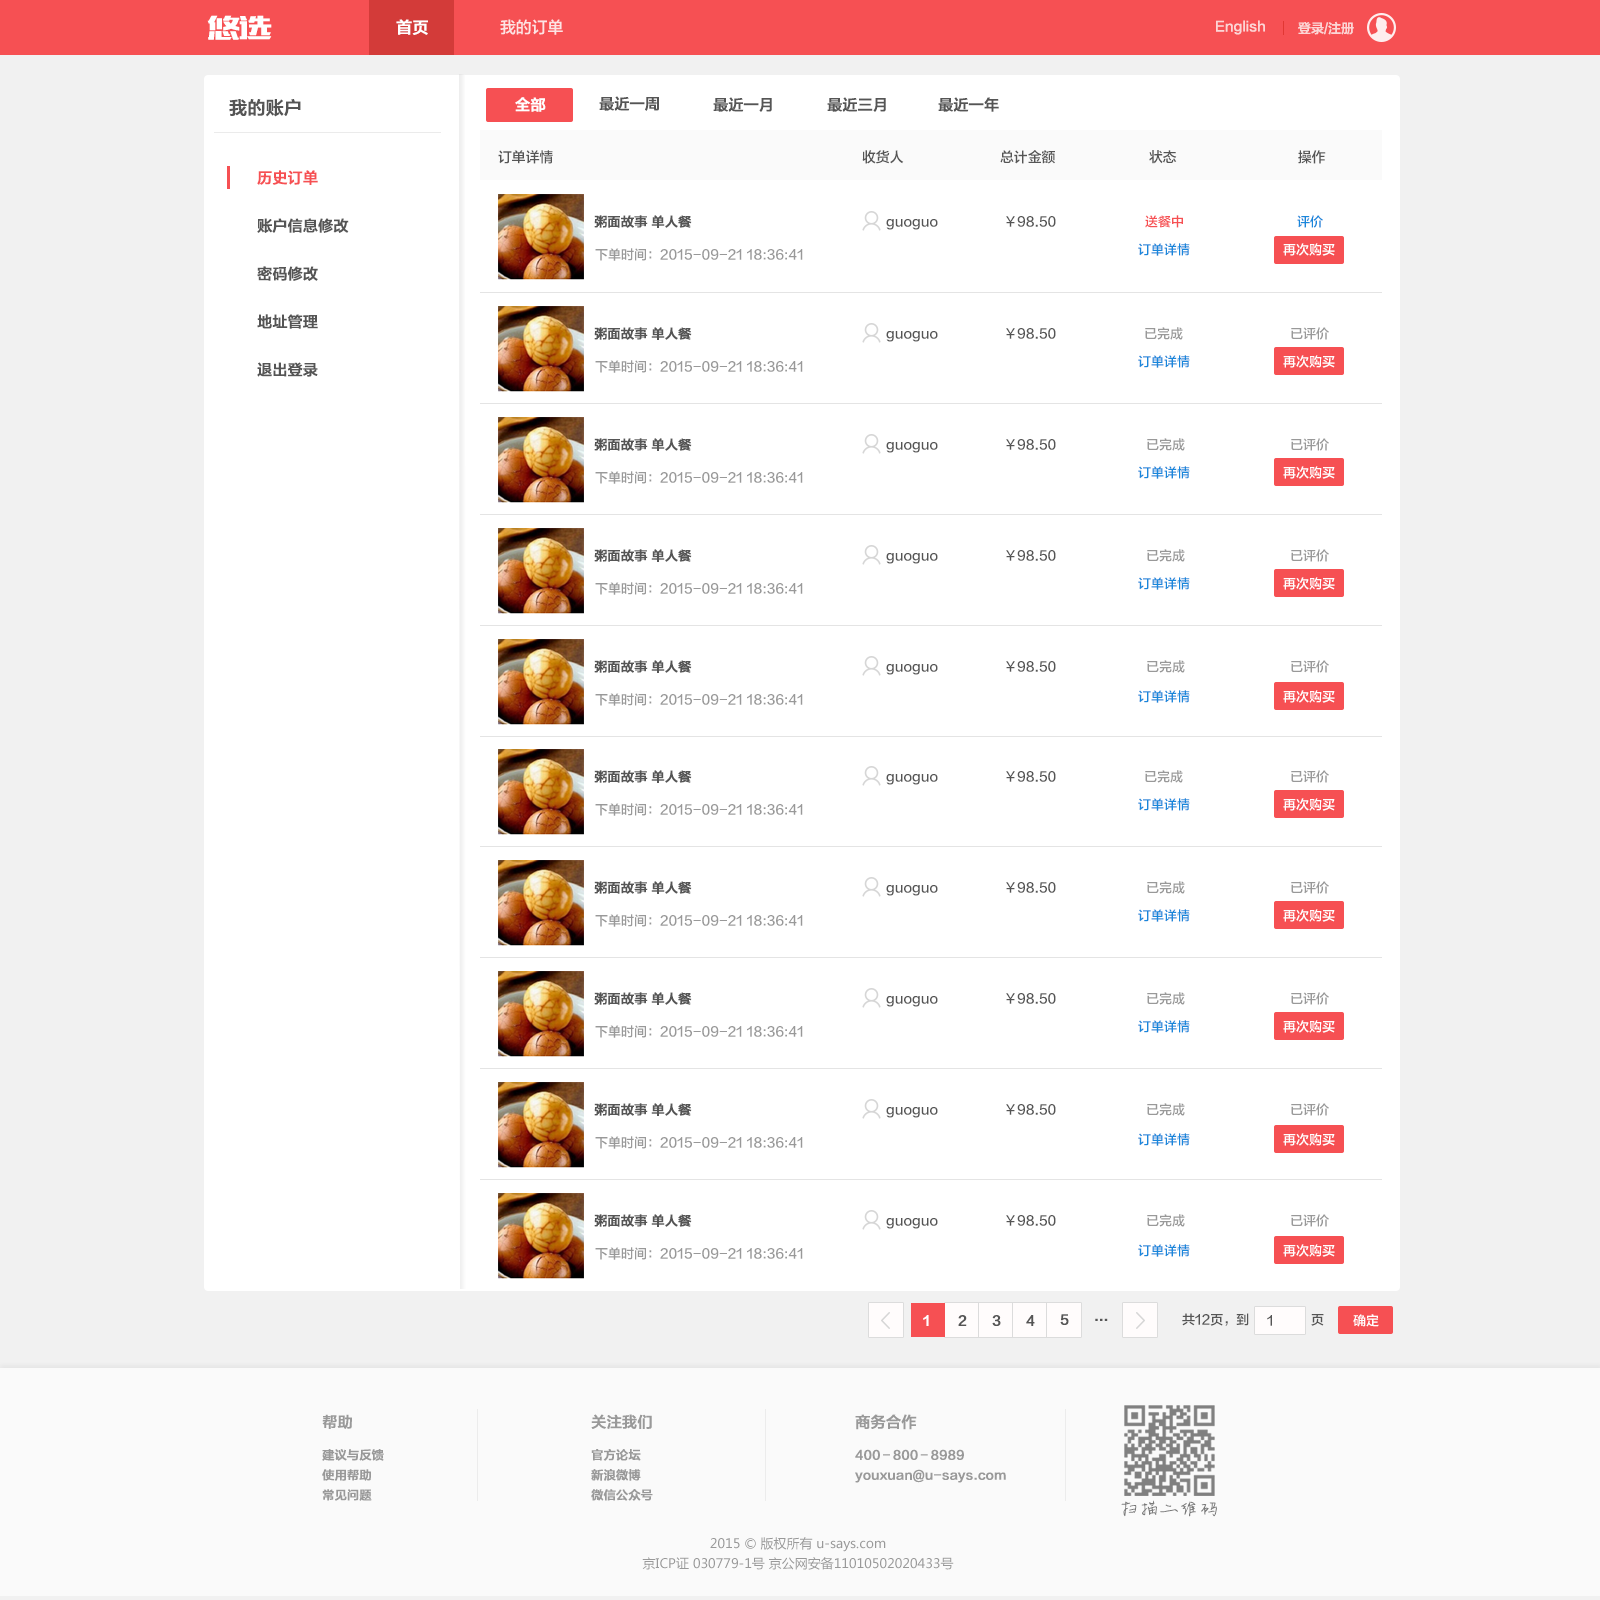 悠选 首页 我的订单 English 登录/注册
我的账户
历史订单
账户信息修改
密码修改
地址管理
退出登录
全部 最近一周 最近一月 最近三月 最近一年
订单详情 收货人 总计金额 状态 操作
粥面故事 单人餐 guoguo ￥98.50 送餐中 评价
下单时间：2015-09-21 18:36:41 订单详情 再次购买
粥面故事 单人餐 guoguo ￥98.50 已完成 已评价
下单时间：2015-09-21 18:36:41 订单详情 再次购买
粥面故事 单人餐 guoguo ￥98.50 已完成 已评价
下单时间：2015-09-21 18:36:41 订单详情 再次购买
粥面故事 单人餐 guoguo ￥98.50 已完成 已评价
下单时间：2015-09-21 18:36:41 订单详情 再次购买
粥面故事 单人餐 guoguo ￥98.50 已完成 已评价
下单时间：2015-09-21 18:36:41 订单详情 再次购买
粥面故事 单人餐 guoguo ￥98.50 已完成 已评价
下单时间：2015-09-21 18:36:41 订单详情 再次购买
粥面故事 单人餐 guoguo ￥98.50 已完成 已评价
下单时间：2015-09-21 18:36:41 订单详情 再次购买
粥面故事 单人餐 guoguo ￥98.50 已完成 已评价
下单时间：2015-09-21 18:36:41 订单详情 再次购买
粥面故事 单人餐 guoguo ￥98.50 已完成 已评价
下单时间：2015-09-21 18:36:41 订单详情 再次购买
粥面故事 单人餐 guoguo ￥98.50 已完成 已评价
下单时间：2015-09-21 18:36:41 订单详情 再次购买
1 2 3 4 5 ... 共12页，到 1 页 确定
帮助
建议与反馈
使用帮助
常见问题
关注我们
官方论坛
新浪微博
微信公众号
商务合作
400-800-8989
youxuan@u-says.com
扫描二维码
2015 © 版权所有 u-says.com
京ICP证 030779-1号 京公网安备11010502020433号